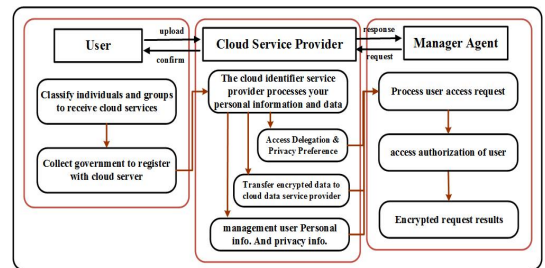 User
upload
confirm
Cloud Service Provider
response
request
Manager Agent
Classify individuals and groups
to receive cloud services
Collect government to register
with cloud server
The cloud identifier service
provider processes your
personal information and data
Access Delegation &
Privacy Preference
Transfer encrypted data to
cloud data service provider
management user Personal
info. And privacy info.
Process user access request
access authorization of user
Encrypted request results